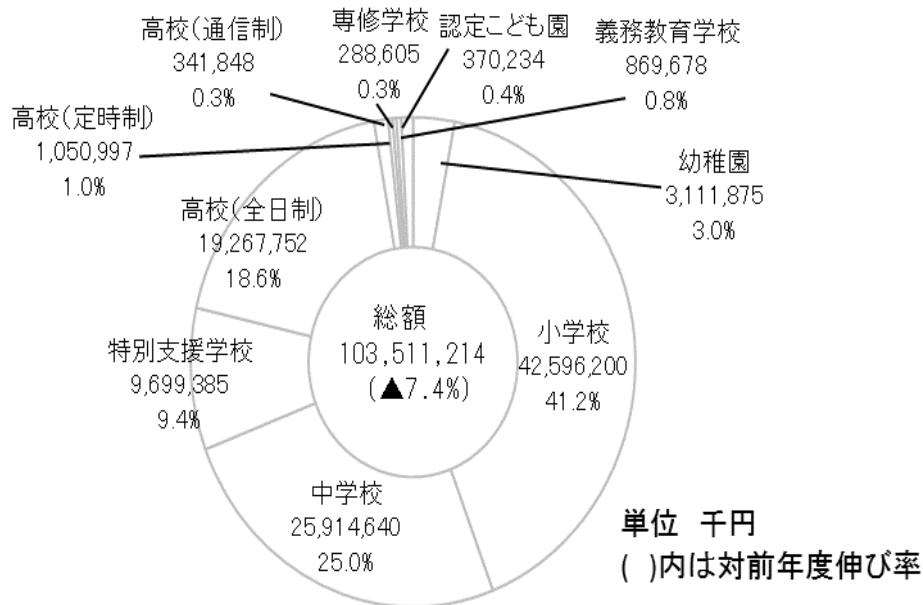 高校(通信制)
341,848
0.3%
専修学校
288,605
0.3%
認定こども園
370,234
0.4%
義務教育学校
869,678
0.8%
高校(定時制)
1,050,997
1.0%
幼稚園
3,111,875
3.0%
高校(全日制)
19,267,752
18.6%
総額
103,511,214
(▲7.4%)
小学校
42,596,200
41.2%
特別支援学校
9,699,385
9.4%
中学校
25,914,640
25.0%
単位 千円
( )内は対前年度伸び率